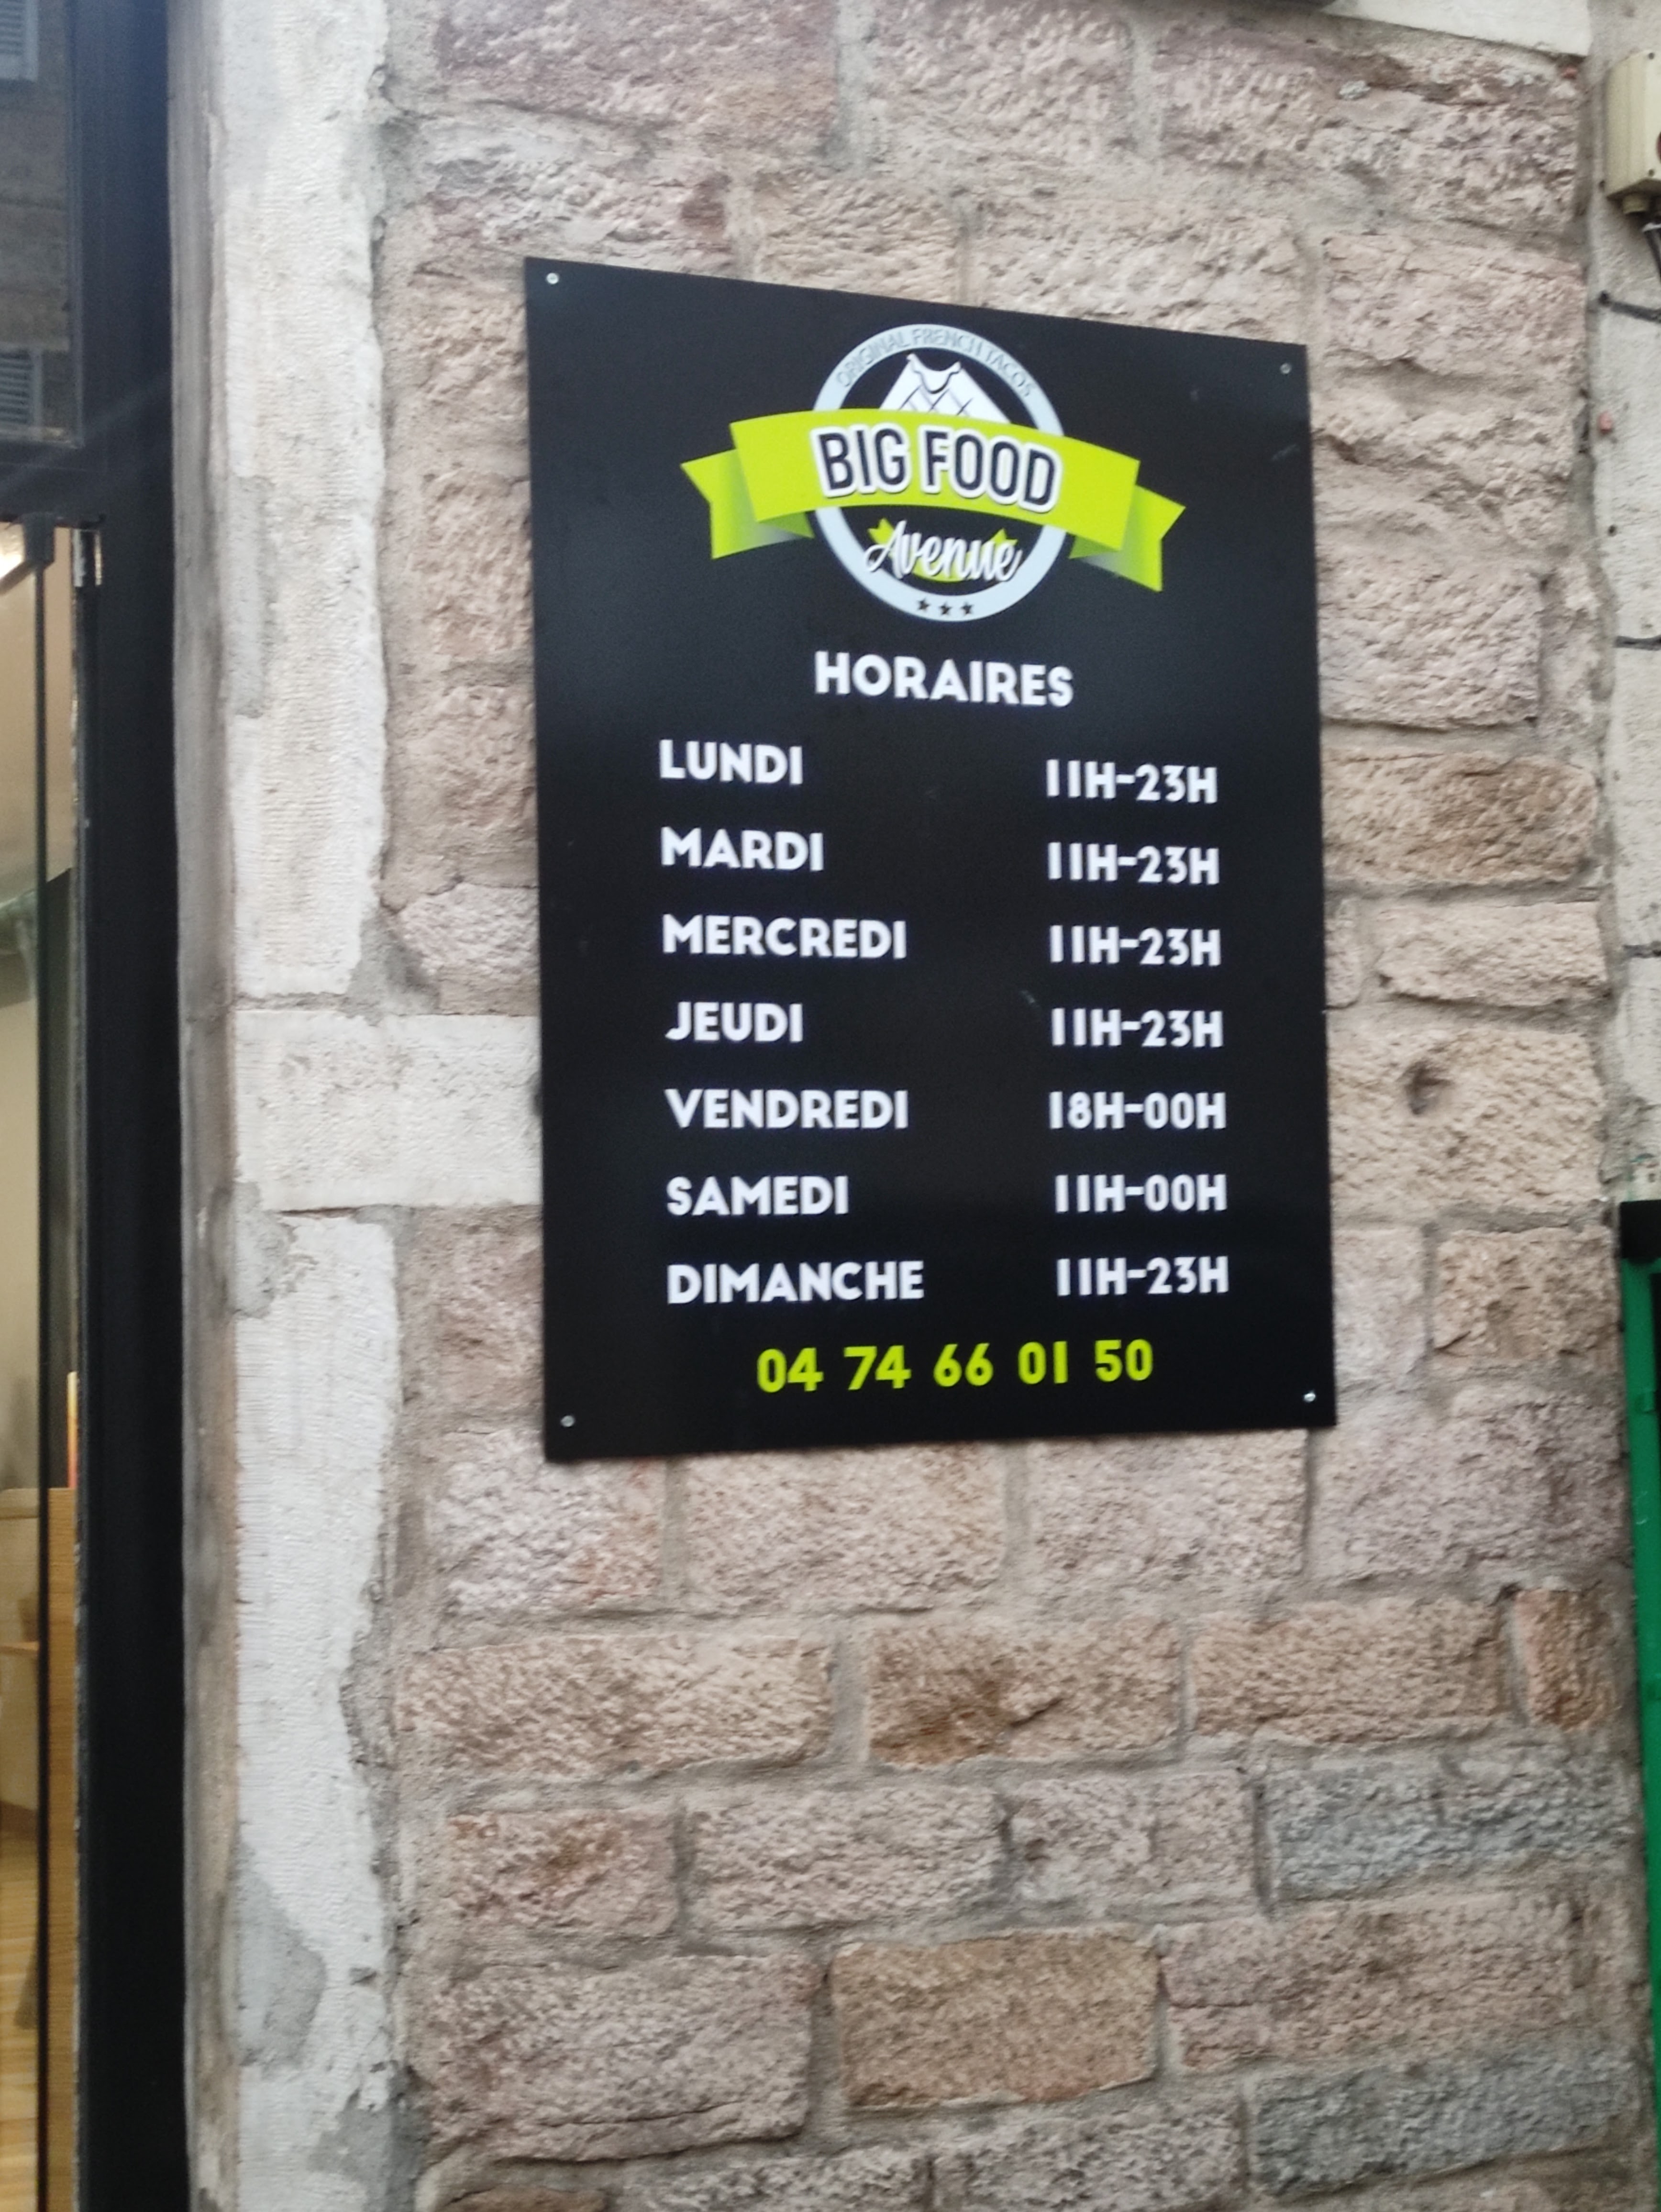 ORIGINAL FRENCH TACOS
BIG FOOD
Avenue
HORAIRES
LUNDI 11H-23H
MARDI 11H-23H
MERCREDI 11H-23H
JEUDI 11H-23H
VENDREDI 18H-00H
SAMEDI 11H-00H
DIMANCHE 11H-23H
04 74 66 01 50